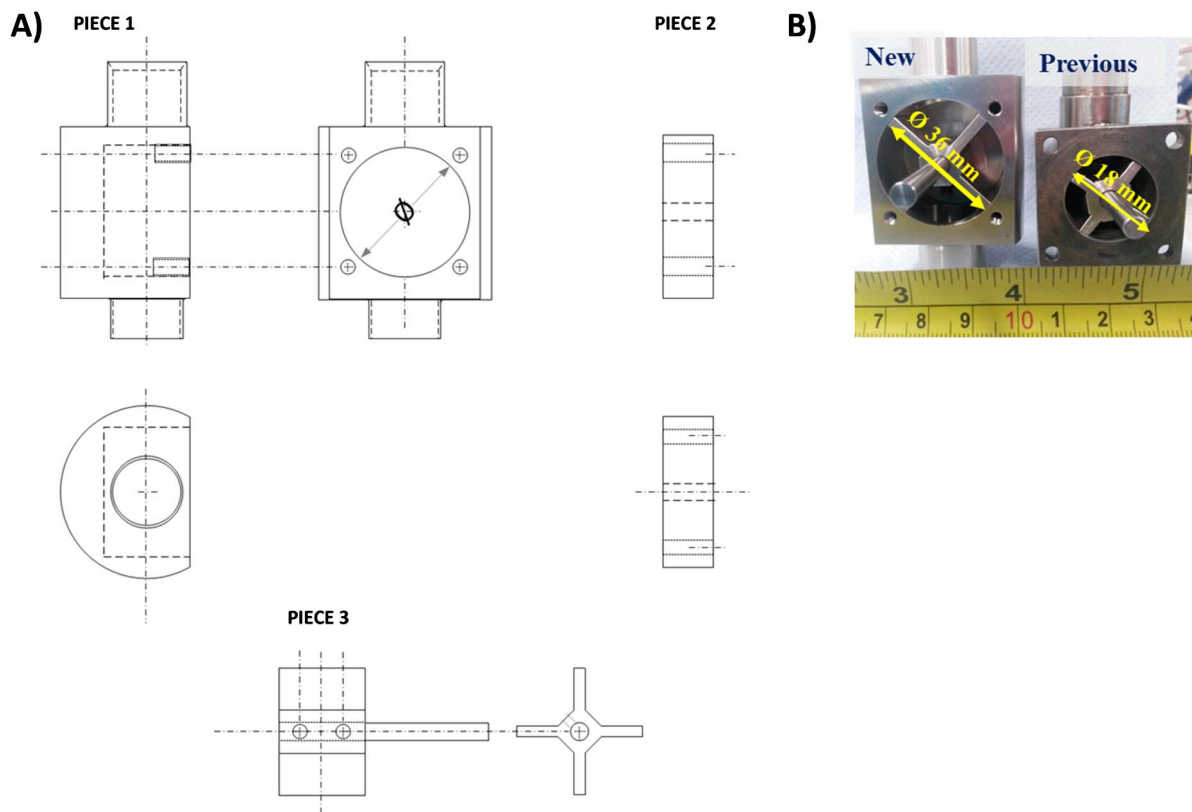 A)
PIECE 1
PIECE 2
B)
Ø
New
Previous
Ø 36 mm
Ø 18 mm
3 4 5
7 8 9 10 1 2 3
PIECE 3